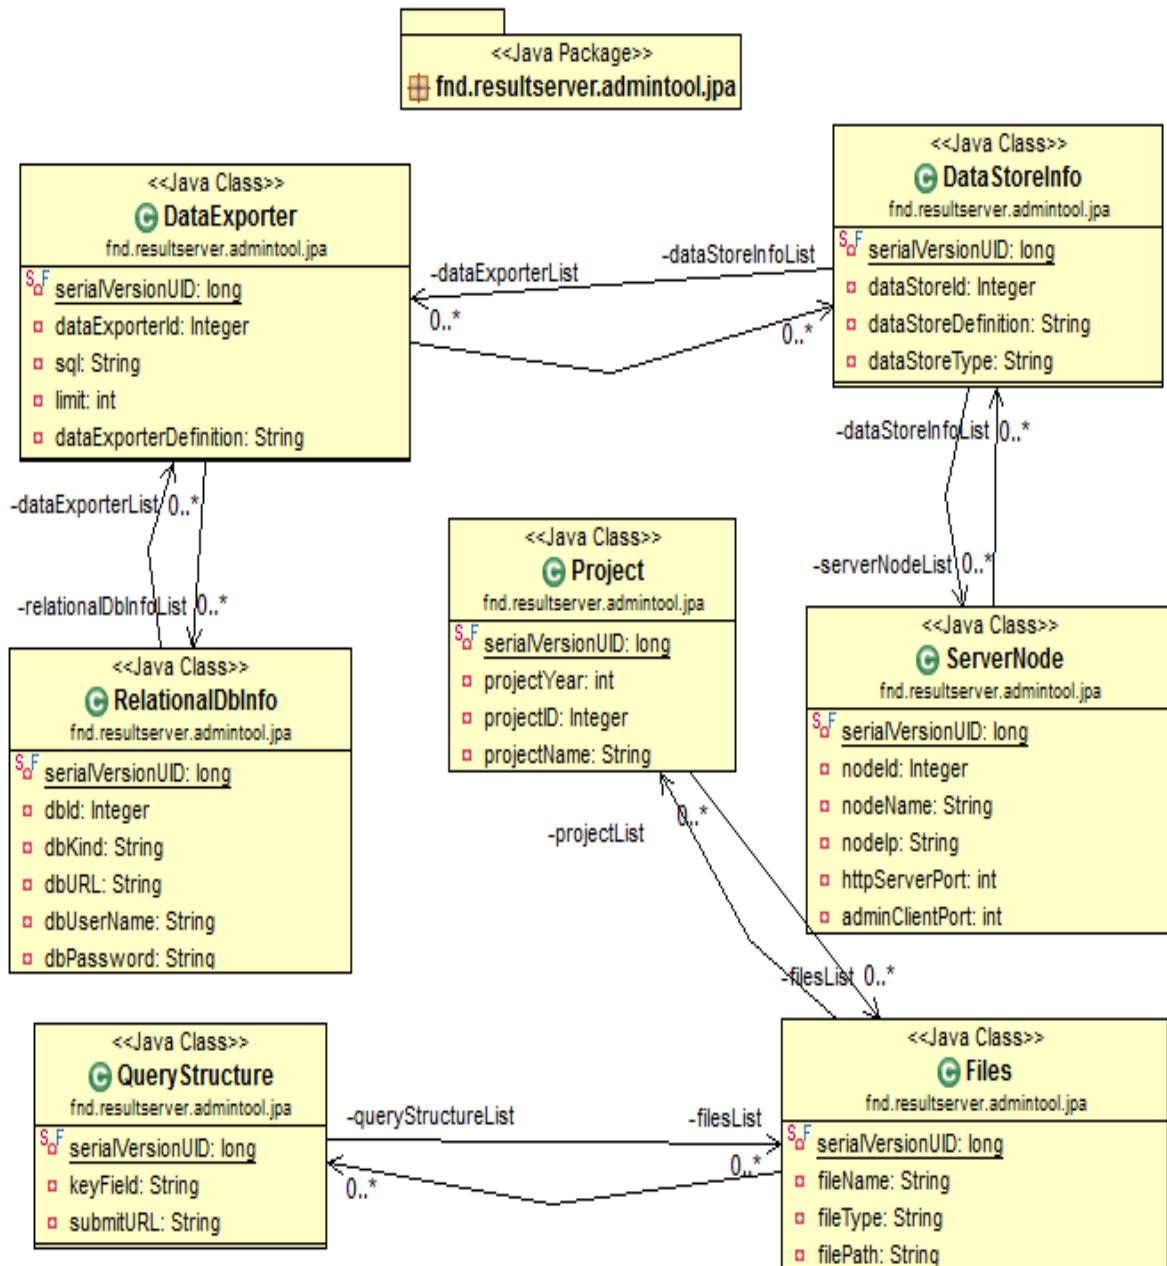 <<Java Package>>
fnd.resultserver.admintool.jpa
<<Java Class>>
DataExporter
fnd.resultserver.admintool.jpa
serialVersionUID: long
dataExporterId: Integer
sql: String
limit: int
dataExporterDefinition: String
<<Java Class>>
DataStoreInfo
fnd.resultserver.admintool.jpa
serialVersionUID: long
dataStoreId: Integer
dataStoreDefinition: String
dataStoreType: String
-dataExporterList
0..*
-dataStoreInfoList
0..*
-dataExporterList 0..*
-relationalDbInfoList 0..*
-dataStoreInfoList 0..*
-serverNodeList 0..*
<<Java Class>>
RelationalDbInfo
fnd.resultserver.admintool.jpa
serialVersionUID: long
dbId: Integer
dbKind: String
dbURL: String
dbUserName: String
dbPassword: String
<<Java Class>>
Project
fnd.resultserver.admintool.jpa
serialVersionUID: long
projectYear: int
projectID: Integer
projectName: String
<<Java Class>>
ServerNode
fnd.resultserver.admintool.jpa
serialVersionUID: long
nodeId: Integer
nodeName: String
nodeIp: String
httpServerPort: int
adminClientPort: int
-projectList
0..*
-filesList 0..*
<<Java Class>>
QueryStructure
fnd.resultserver.admintool.jpa
serialVersionUID: long
keyField: String
submitURL: String
-queryStructureList
0..*
-filesList
0..*
<<Java Class>>
Files
fnd.resultserver.admintool.jpa
serialVersionUID: long
fileName: String
fileType: String
filePath: String